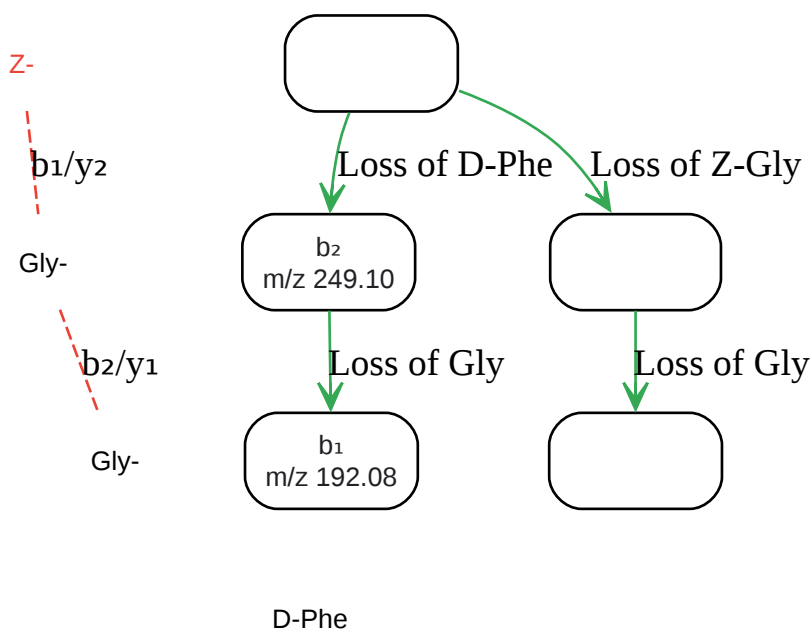 Z-
b₁/y₂
Loss of D-Phe
Loss of Z-Gly
Gly-
b₂
m/z 249.10
b₂/y₁
Loss of Gly
Loss of Gly
Gly-
b₁
m/z 192.08
D-Phe